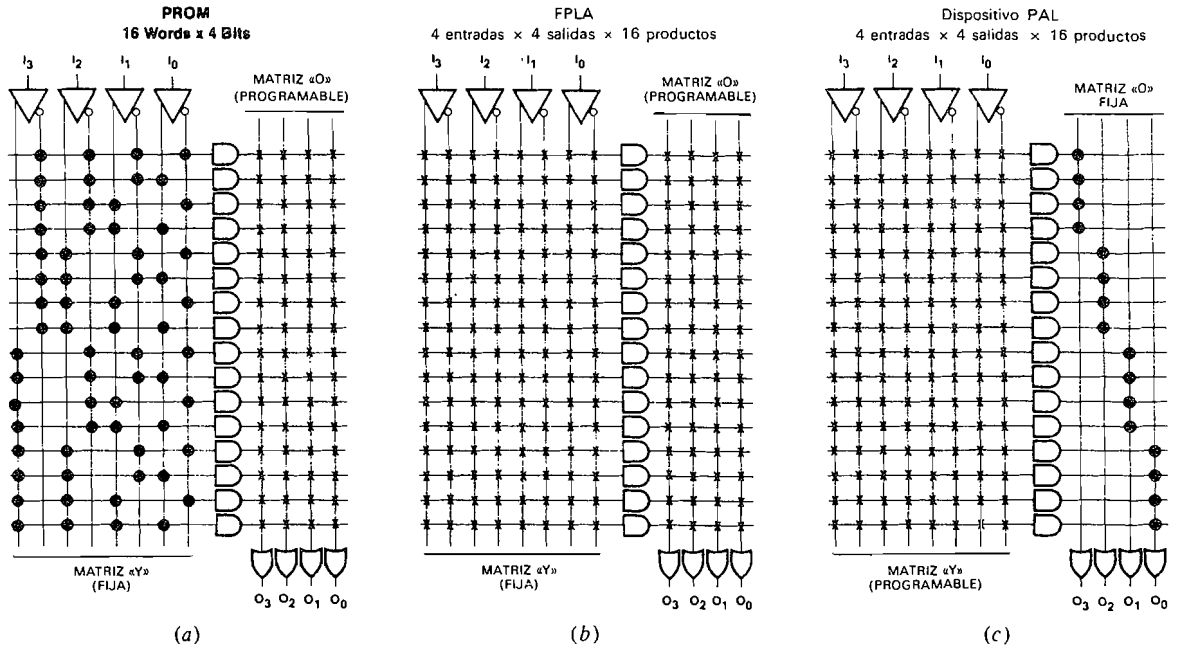 PROM
16 Words x 4 Bits
I3 I2 I1 I0
MATRIZ «O»
(PROGRAMABLE)
MATRIZ «Y»
(FIJA)
O3 O2 O1 O0
(a)
FPLA
4 entradas × 4 salidas × 16 productos
I3 I2 I1 I0
MATRIZ «O»
(PROGRAMABLE)
MATRIZ «Y»
(FIJA)
O3 O2 O1 O0
(b)
Dispositivo PAL
4 entradas × 4 salidas × 16 productos
I3 I2 I1 I0
MATRIZ «O»
FIJA
MATRIZ «Y»
(PROGRAMABLE)
O3 O2 O1 O0
(c)